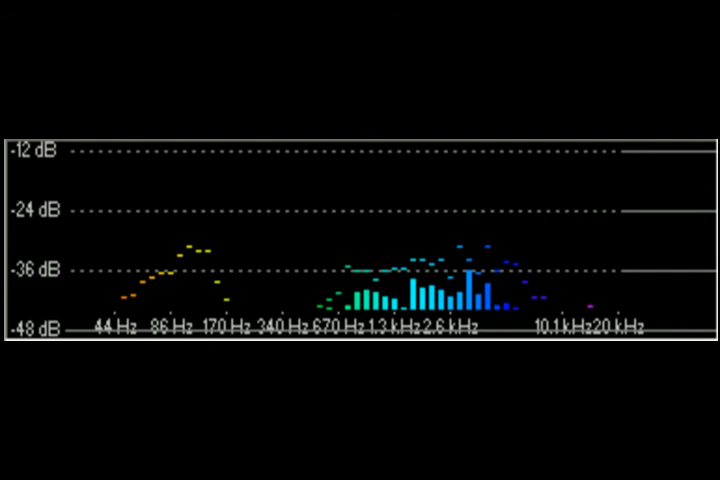 -12 dB
-24 dB
-36 dB
-48 dB
44 Hz 86 Hz 170 Hz 340 Hz 670 Hz 1.3 kHz 2.6 kHz 10.1 kHz 20 kHz